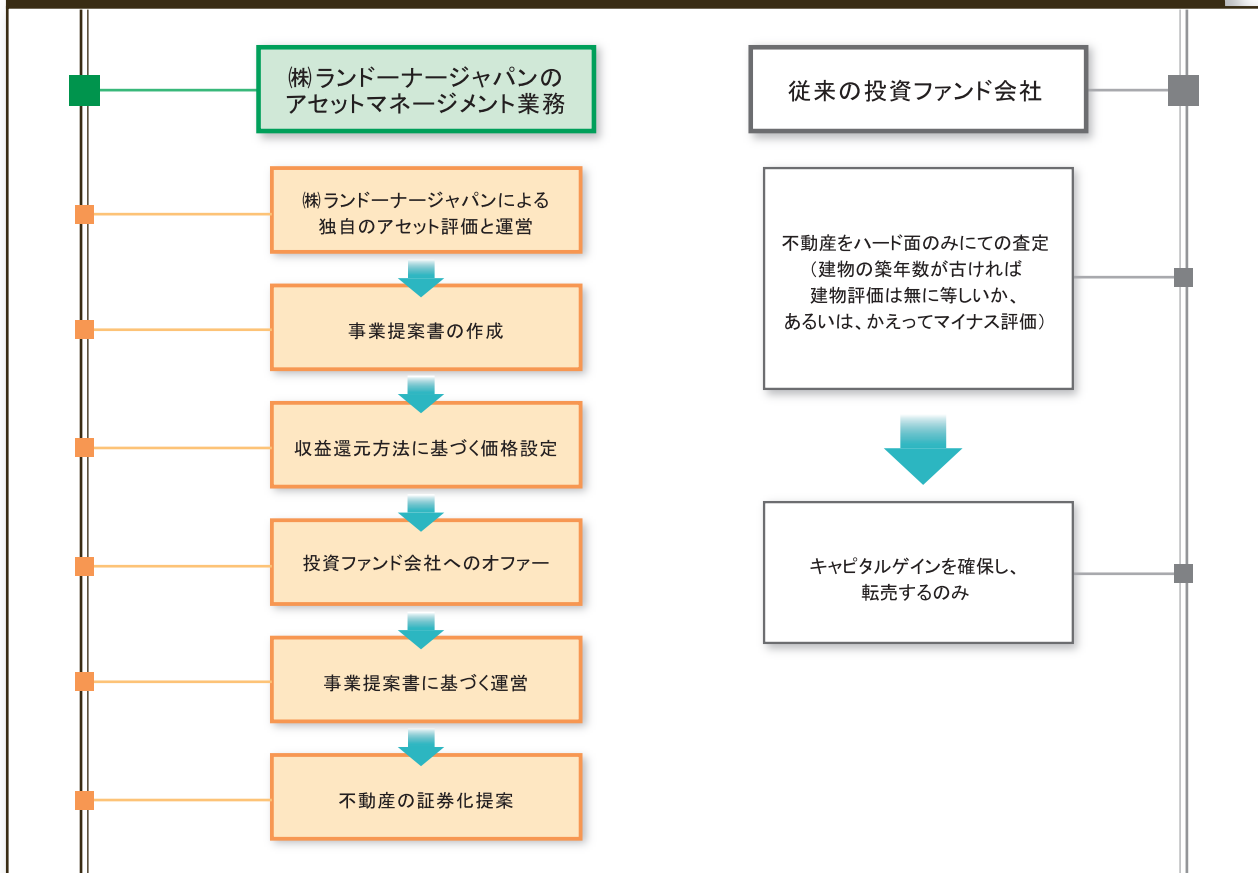 ㈱ランドーナージャパンの
アセットマネージメント業務
㈱ランドーナージャパンによる
独自のアセット評価と運営
事業提案書の作成
収益還元方法に基づく価格設定
投資ファンド会社へのオファー
事業提案書に基づく運営
不動産の証券化提案
従来の投資ファンド会社
不動産をハード面のみにての査定
（建物の築年数が古ければ
建物評価は無に等しいか、
あるいは、かえってマイナス評価）
キャピタルゲインを確保し、
転売するのみ